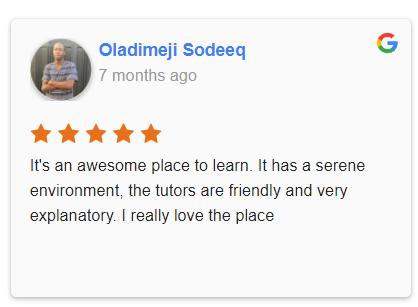 Oladimeji Sodeeq
7 months ago
It's an awesome place to learn. It has a serene
environment, the tutors are friendly and very
explanatory. I really love the place